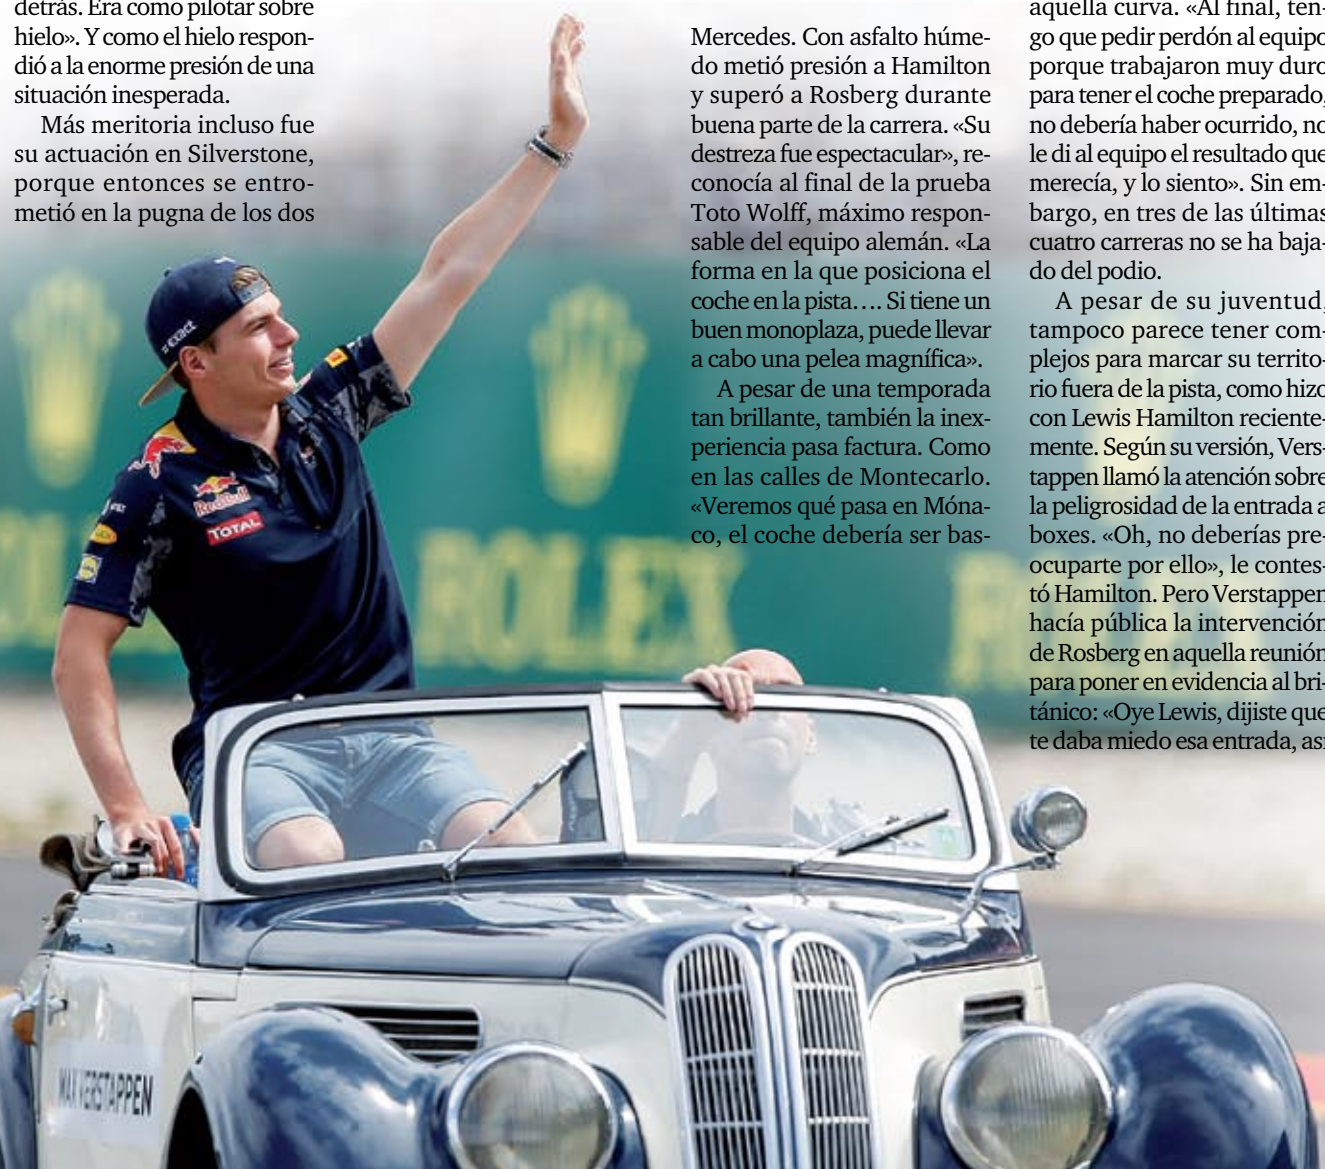 detrás. Era como pilotar sobre
hielo». Y como el hielo respon-
dió a la enorme presión de una
situación inesperada.
Más meritoria incluso fue
su actuación en Silverstone,
porque entonces se entro-
metió en la pugna de los dos
Mercedes. Con asfalto húme-
do metió presión a Hamilton
y superó a Rosberg durante
buena parte de la carrera. «Su
destreza fue espectacular», re-
conocía al final de la prueba
Toto Wolff, máximo respon-
sable del equipo alemán. «La
forma en la que posiciona el
coche en la pista…. Si tiene un
buen monoplaza, puede llevar
a cabo una pelea magnífica».
A pesar de una temporada
tan brillante, también la inex-
periencia pasa factura. Como
en las calles de Montecarlo.
«Veremos qué pasa en Móna-
co, el coche debería ser bas-
aquella curva. «Al final, ten-
go que pedir perdón al equipo
porque trabajaron muy duro
para tener el coche preparado,
no debería haber ocurrido, no
le di al equipo el resultado que
merecía, y lo siento». Sin em-
bargo, en tres de las últimas
cuatro carreras no se ha baja-
do del podio.
A pesar de su juventud,
tampoco parece tener com-
plejos para marcar su territo-
rio fuera de la pista, como hizo
con Lewis Hamilton reciente-
mente. Según su versión, Vers-
tappen llamó la atención sobre
la peligrosidad de la entrada a
boxes. «Oh, no deberías pre-
ocuparte por ello», le contes-
tó Hamilton. Pero Verstappen
hacía pública la intervención
de Rosberg en aquella reunión
para poner en evidencia al bri-
tánico: «Oye Lewis, dijiste que
te daba miedo esa entrada, así
exact
Red Bull
TOTAL
ROLEX
MAX VERSTAPPEN